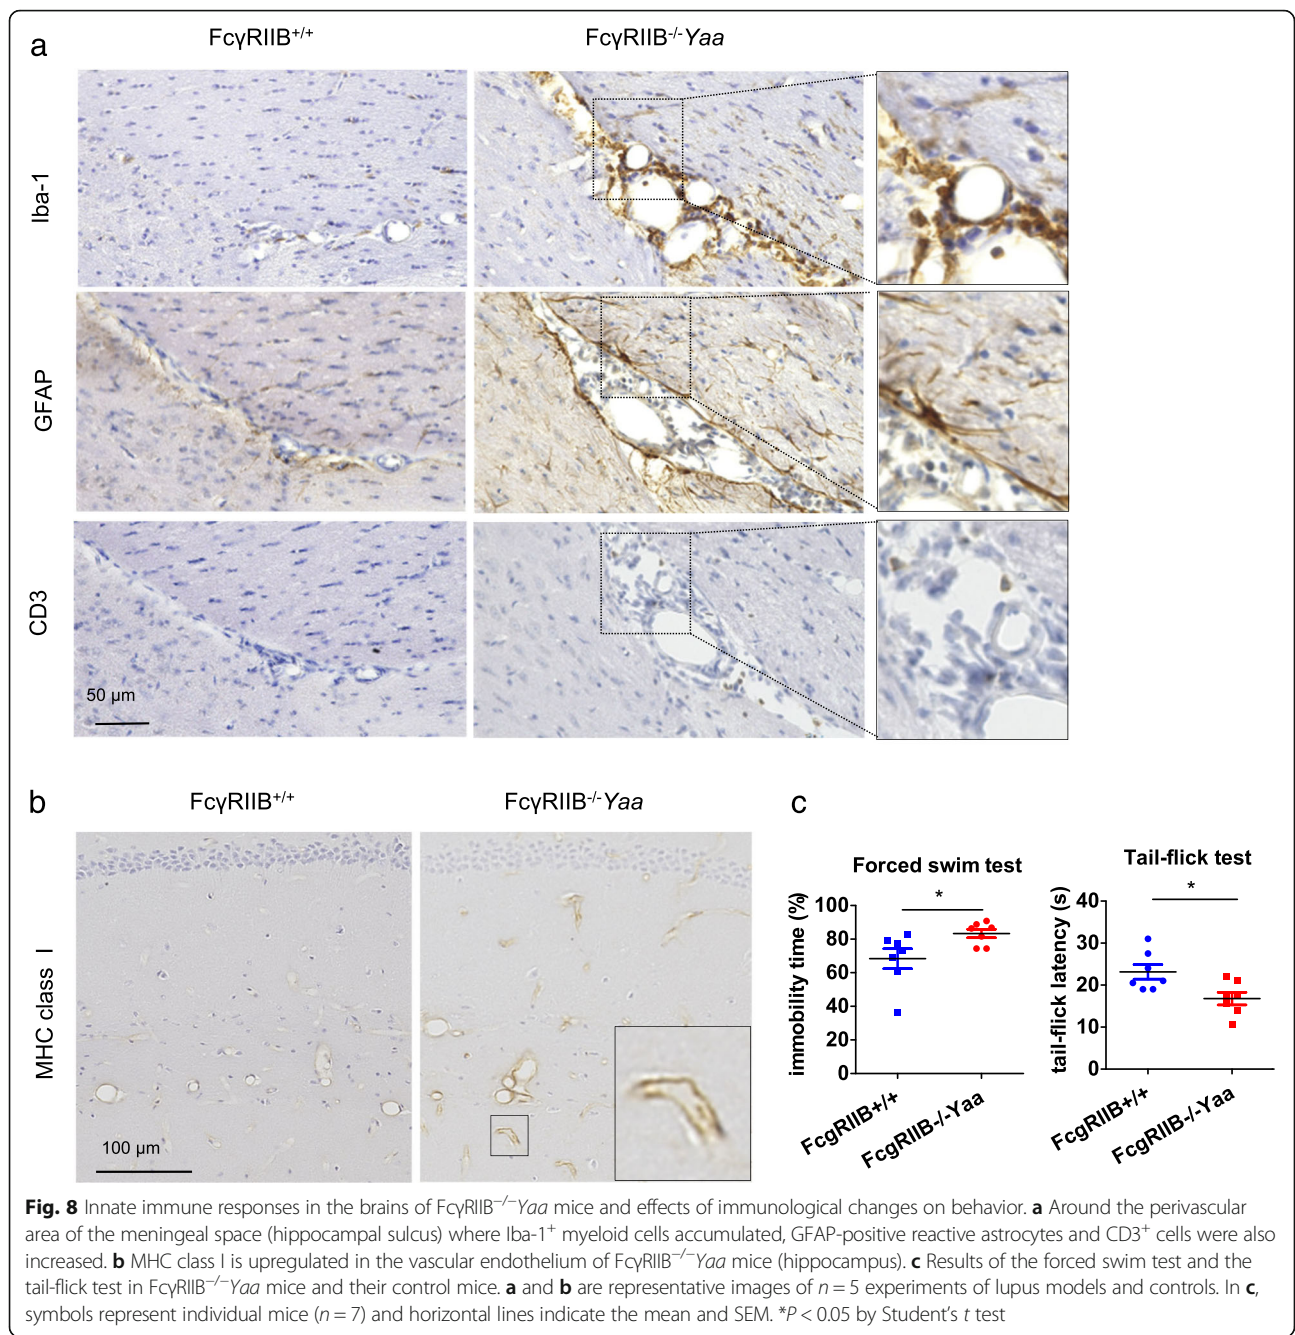 a
FcγRIIB+/+
FcγRIIB-/-Yaa
Iba-1
GFAP
CD3
50 μm
b
FcγRIIB+/+
FcγRIIB-/-Yaa
MHC class I
100 μm
c
Forced swim test
*
immobility time (%)
100
80
60
40
20
0
FcgRIIB+/+
FcgRIIB-/-Yaa
Tail-flick test
*
tail-flick latency (s)
40
30
20
10
0
FcgRIIB+/+
FcgRIIB-/-Yaa
Fig. 8 Innate immune responses in the brains of FcγRIIB−/−Yaa mice and effects of immunological changes on behavior. a Around the perivascular
area of the meningeal space (hippocampal sulcus) where Iba-1+ myeloid cells accumulated, GFAP-positive reactive astrocytes and CD3+ cells were also
increased. b MHC class I is upregulated in the vascular endothelium of FcγRIIB−/−Yaa mice (hippocampus). c Results of the forced swim test and the
tail-flick test in FcγRIIB−/−Yaa mice and their control mice. a and b are representative images of n = 5 experiments of lupus models and controls. In c,
symbols represent individual mice (n = 7) and horizontal lines indicate the mean and SEM. *P < 0.05 by Student's t test